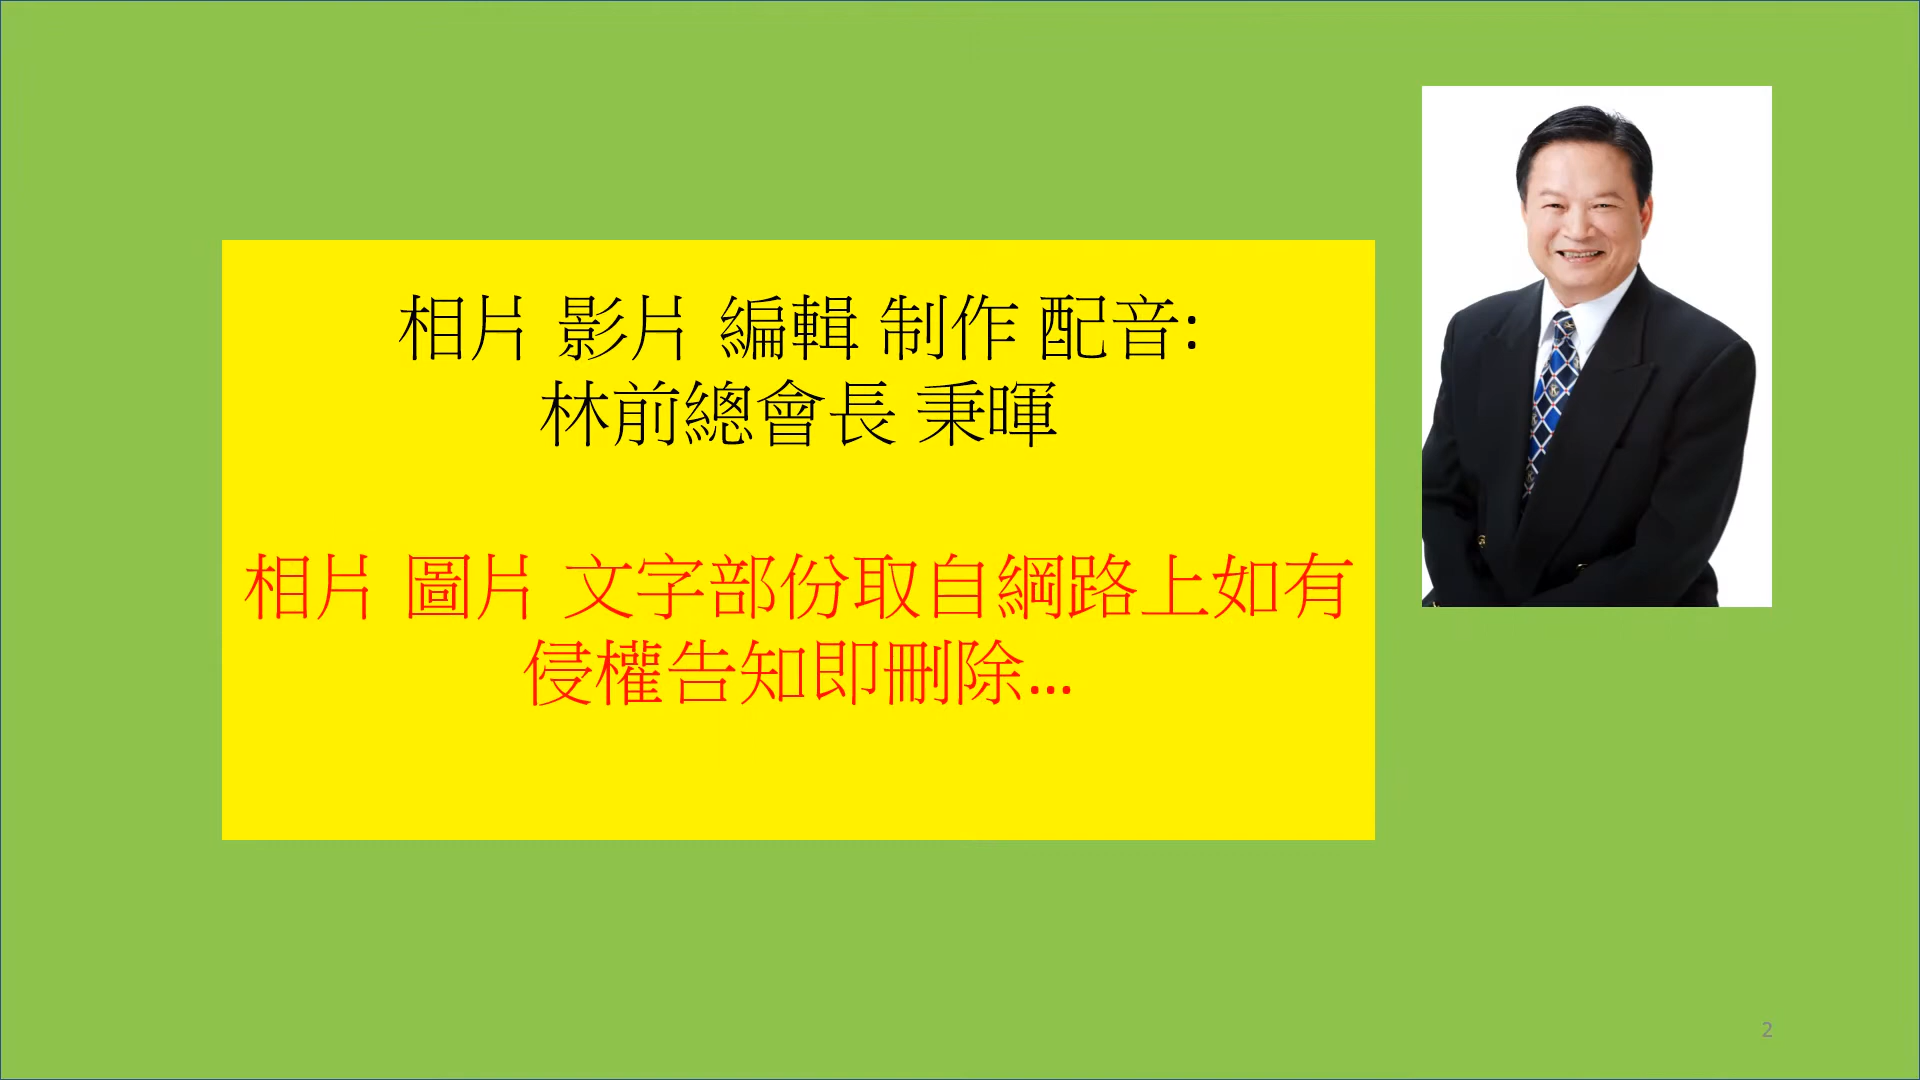 相片 影片 編輯 制作 配音:
林前總會長 秉暉
相片 圖片 文字部份取自綱路上如有
侵權告知即刪除...
2